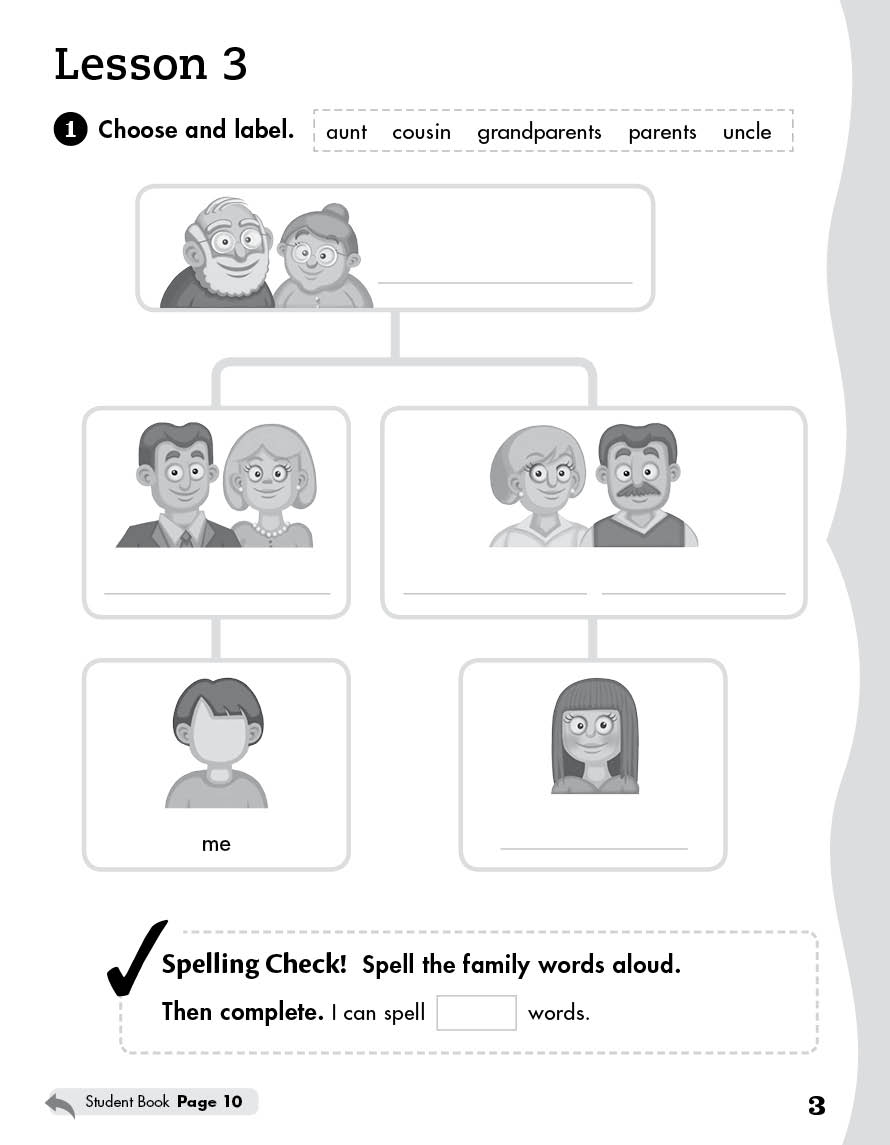 Lesson 3
1 Choose and label. aunt cousin grandparents parents uncle
me
Spelling Check! Spell the family words aloud.
Then complete. I can spell words.
Student Book Page 10
3